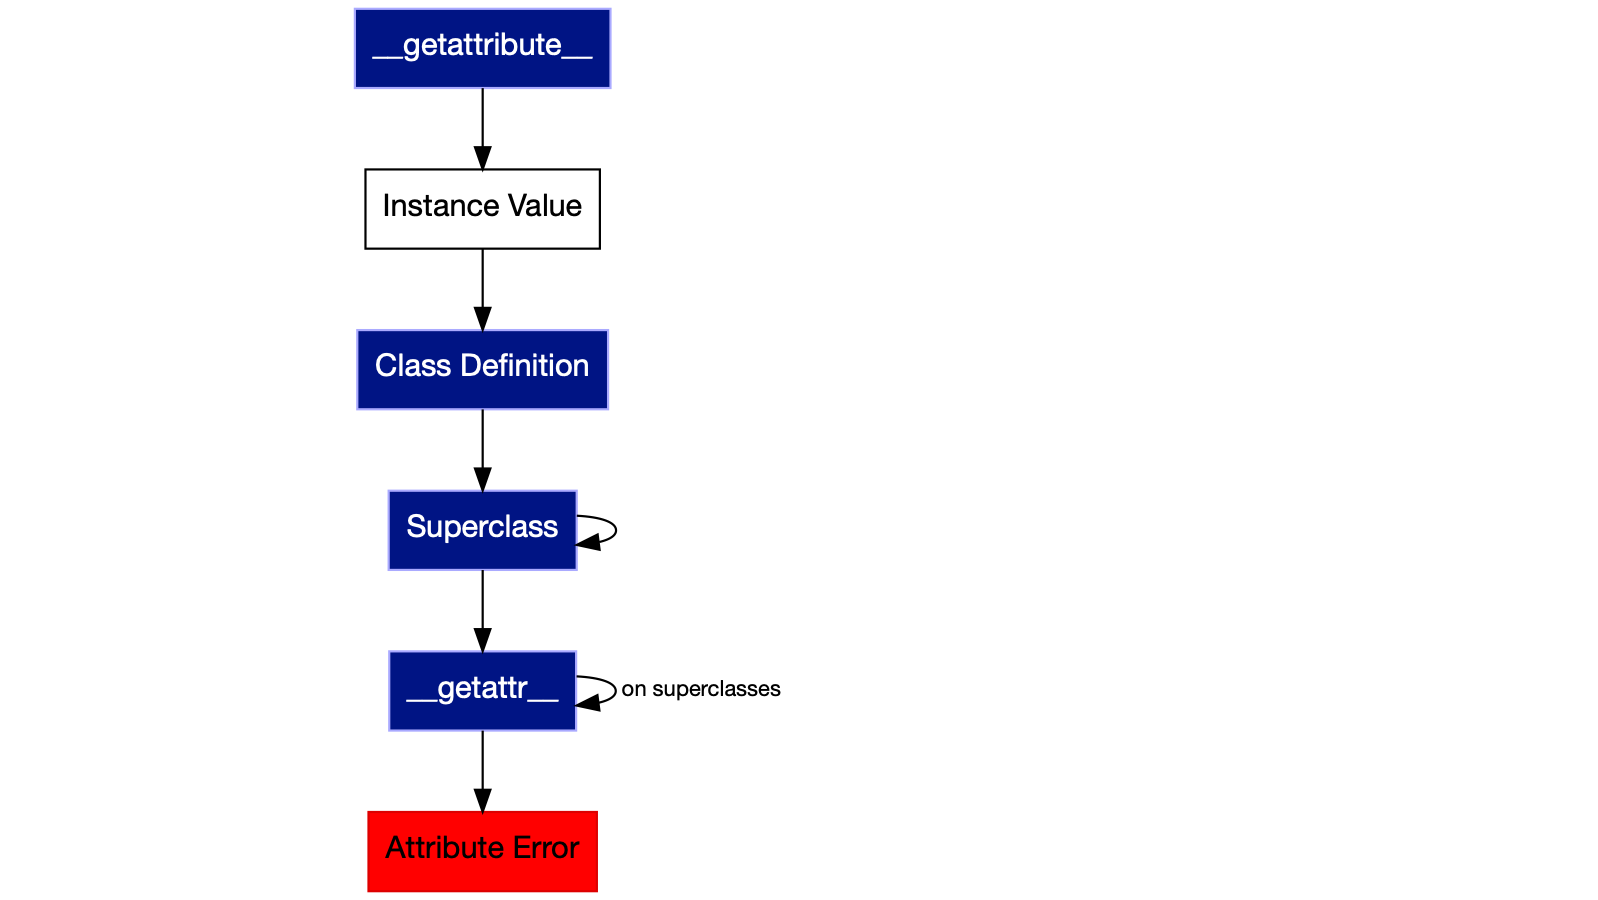 __getattribute__
Instance Value
Class Definition
Superclass
__getattr__
on superclasses
Attribute Error